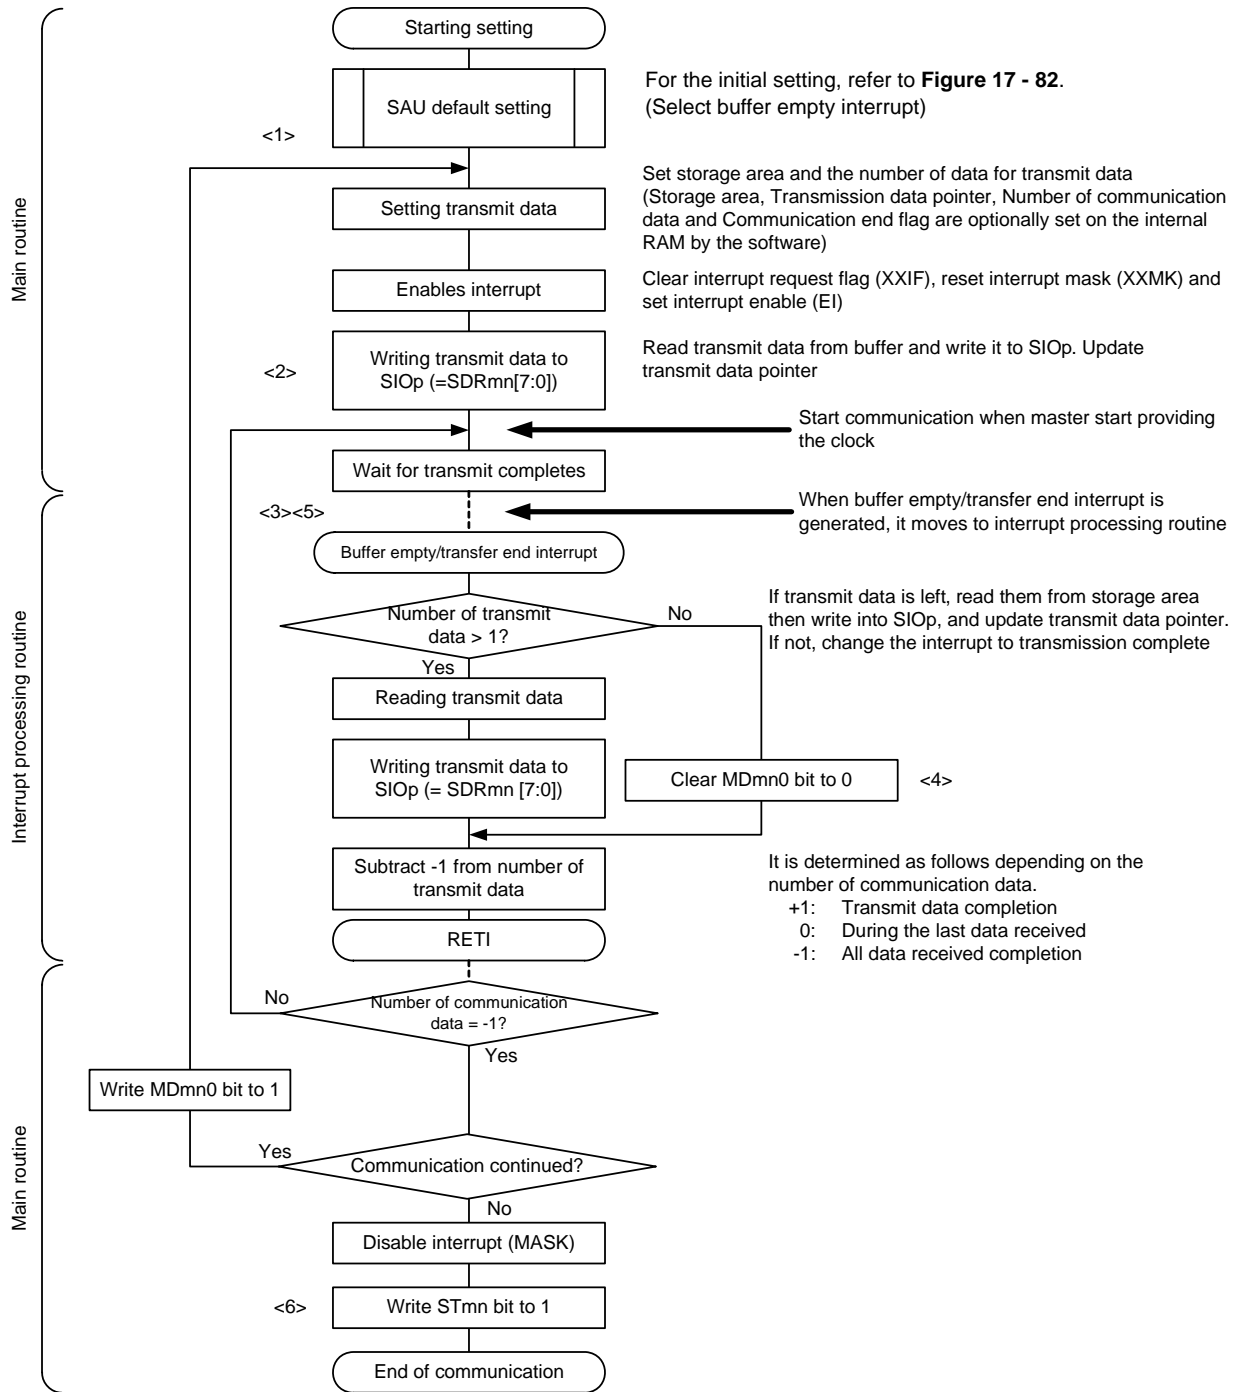 Starting setting
SAU default setting
For the initial setting, refer to Figure 17 - 82.
(Select buffer empty interrupt)
<1>
Main routine
Setting transmit data
Set storage area and the number of data for transmit data
(Storage area, Transmission data pointer, Number of communication
data and Communication end flag are optionally set on the internal
RAM by the software)
Enables interrupt
Clear interrupt request flag (XXIF), reset interrupt mask (XXMK) and
set interrupt enable (EI)
<2>
Writing transmit data to
SIOp (=SDRmn[7:0])
Read transmit data from buffer and write it to SIOp. Update
transmit data pointer
Start communication when master start providing
the clock
Wait for transmit completes
<3><5>
When buffer empty/transfer end interrupt is
generated, it moves to interrupt processing routine
Interrupt processing routine
Buffer empty/transfer end interrupt
Number of transmit
data > 1?
No
Yes
If transmit data is left, read them from storage area
then write into SIOp, and update transmit data pointer.
If not, change the interrupt to transmission complete
Reading transmit data
Writing transmit data to
SIOp (= SDRmn [7:0])
Clear MDmn0 bit to 0
<4>
Subtract -1 from number of
transmit data
It is determined as follows depending on the
number of communication data.
+1: Transmit data completion
0: During the last data received
-1: All data received completion
RETI
Main routine
No
Number of communication
data = -1?
Yes
Write MDmn0 bit to 1
Yes
Communication continued?
No
Disable interrupt (MASK)
<6>
Write STmn bit to 1
End of communication